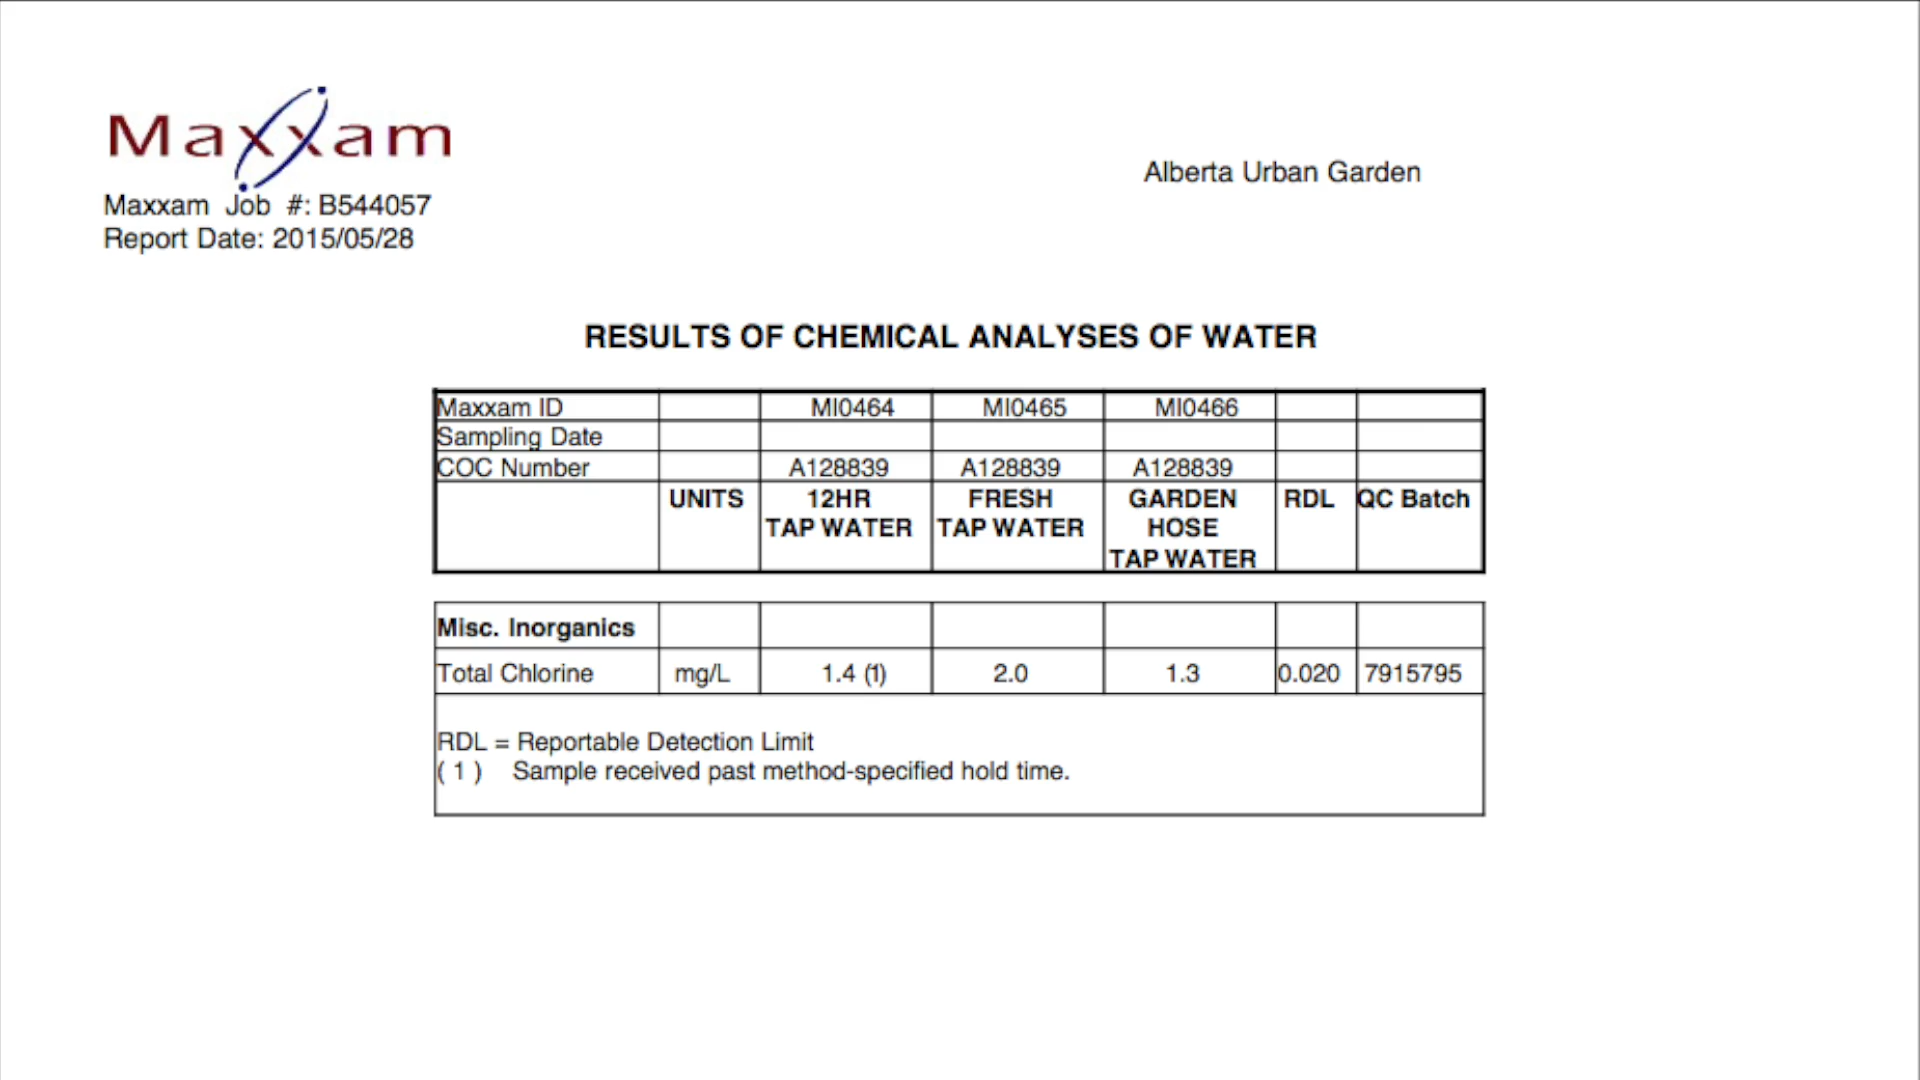 Maxxam
Maxxam Job #: B544057
Report Date: 2015/05/28
Alberta Urban Garden
RESULTS OF CHEMICAL ANALYSES OF WATER
Maxxam ID MI0464 MI0465 MI0466
Sampling Date
COC Number A128839 A128839 A128839
UNITS 12HR FRESH GARDEN RDL QC Batch
TAP WATER TAP WATER HOSE
TAP WATER
Misc. Inorganics
Total Chlorine mg/L 1.4 (1) 2.0 1.3 0.020 7915795
RDL = Reportable Detection Limit
( 1 ) Sample received past method-specified hold time.